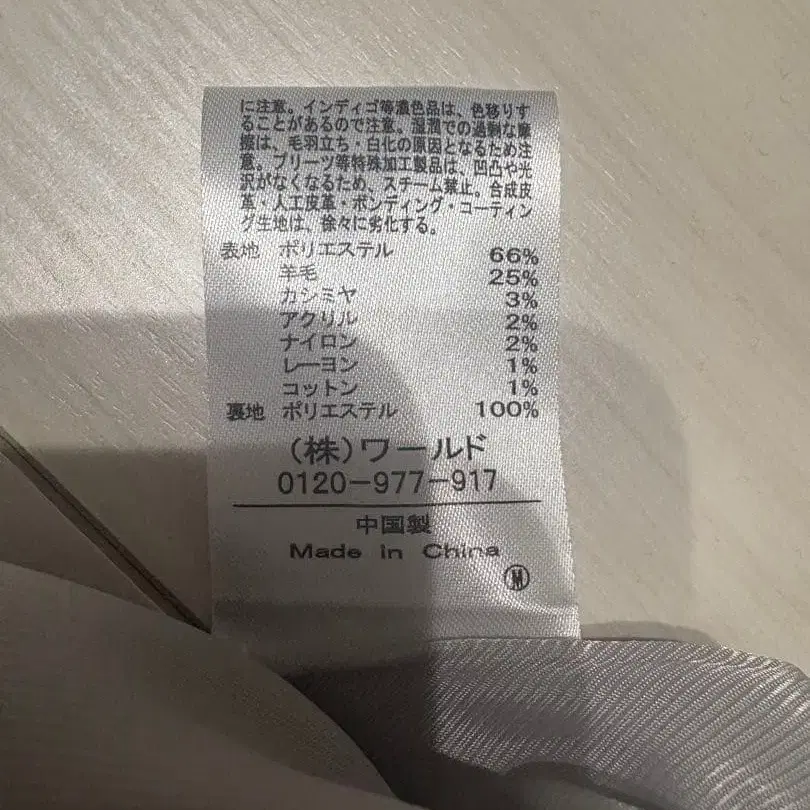 に注意。インディゴ等濃色品は、色移りす
ることがあるので注意。湿潤での過剰な摩
擦は、毛羽立ち・白化の原因となるため注
意。プリーツ等特殊加工製品は、凹凸や光
沢がなくなるため、スチーム禁止。合成皮
革・人工皮革・ボンディング・コーティン
グ生地は、徐々に劣化する。
表地 ポリエステル 66%
羊毛 25%
カシミヤ 3%
アクリル 2%
ナイロン 2%
レーヨン 1%
コットン 1%
裏地 ポリエステル 100%
(株)ワールド
0120-977-917
中国製
Made in China
M